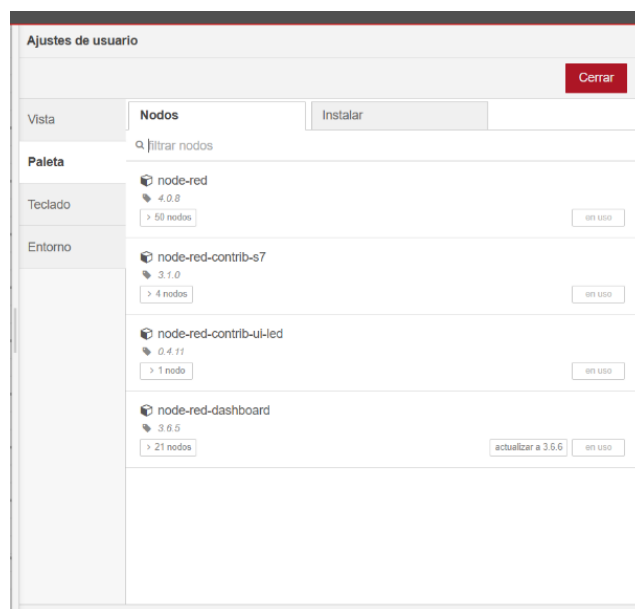 Ajustes de usuario
Cerrar
Vista
Paleta
Teclado
Entorno
Nodos
Instalar
filtrar nodos
node-red
4.0.8
> 50 nodos
en uso
node-red-contrib-s7
3.1.0
> 4 nodos
en uso
node-red-contrib-ui-led
0.4.11
> 1 nodo
en uso
node-red-dashboard
3.6.5
> 21 nodos
actualizar a 3.6.6
en uso